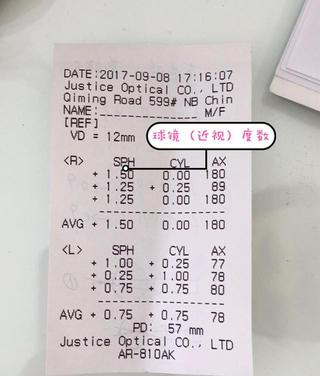 DATE:2017-09-08 17:16:07
Justice Optical CO., LTD
Qiming Road 599# NB Chin
NAME:______________ M/F
[REF]
VD = 12mm
球镜（近视）度数
<R> SPH CYL AX
+ 1.50 0.00 180
+ 1.25 + 0.25 89
+ 1.25 0.00 180
AVG + 1.50 0.00 180
<L> SPH CYL AX
+ 1.00 + 0.25 77
+ 0.25 + 1.00 78
+ 0.75 + 0.75 80
AVG + 0.75 + 0.75 78
PD: 57 mm
Justice Optical CO., LTD
AR-810AK